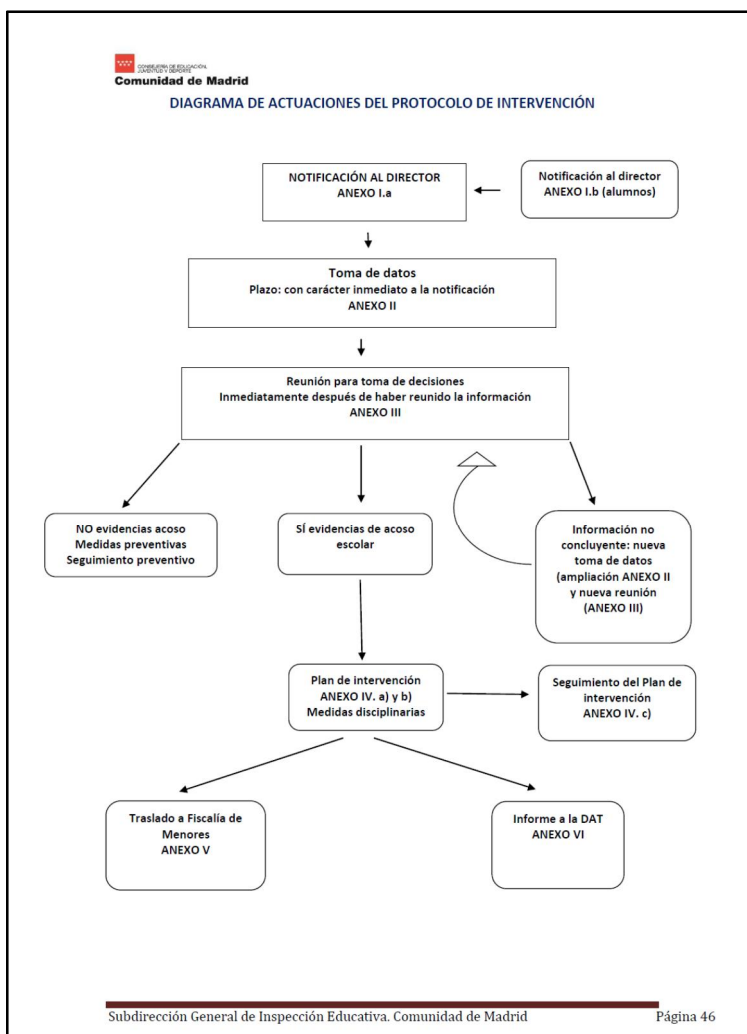 CONSEJERÍA DE EDUCACIÓN,
JUVENTUD Y DEPORTE
Comunidad de Madrid
DIAGRAMA DE ACTUACIONES DEL PROTOCOLO DE INTERVENCIÓN
NOTIFICACIÓN AL DIRECTOR
ANEXO I.a
Notificación al director
ANEXO I.b (alumnos)
Toma de datos
Plazo: con carácter inmediato a la notificación
ANEXO II
Reunión para toma de decisiones
Inmediatamente después de haber reunido la información
ANEXO III
NO evidencias acoso
Medidas preventivas
Seguimiento preventivo
SÍ evidencias de acoso
escolar
Información no
concluyente: nueva
toma de datos
(ampliación ANEXO II
y nueva reunión
(ANEXO III)
Plan de intervención
ANEXO IV. a) y b)
Medidas disciplinarias
Seguimiento del Plan de
intervención
ANEXO IV. c)
Traslado a Fiscalía de
Menores
ANEXO V
Informe a la DAT
ANEXO VI
Subdirección General de Inspección Educativa. Comunidad de Madrid
Página 46